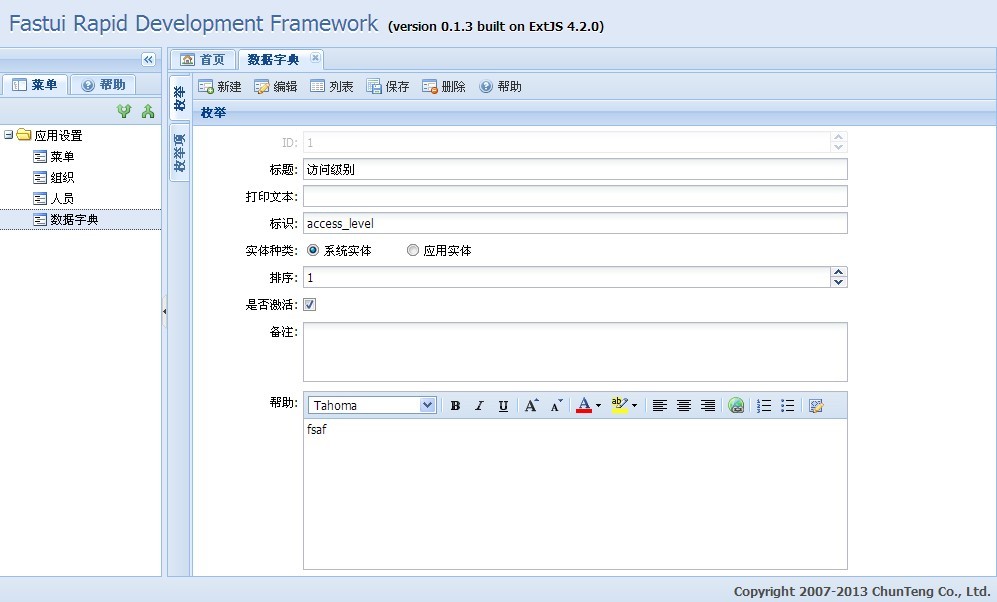 Fastui Rapid Development Framework (version 0.1.3 built on ExtJS 4.2.0)
首页 数据字典
菜单 帮助
应用设置
菜单
组织
人员
数据字典
枚举
枚举项
新建 编辑 列表 保存 删除 帮助
枚举
ID: 1
标题: 访问级别
打印文本:
标识: access_level
实体种类: 系统实体 应用实体
排序: 1
是否激活:
备注:
帮助: Tahoma B I U A A A ab
fsaf
Copyright 2007-2013 ChunTeng Co., Ltd.